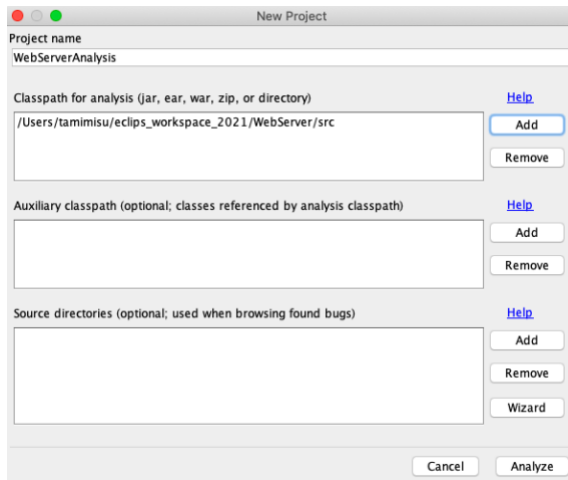 New Project
Project name
WebServerAnalysis
Classpath for analysis (jar, ear, war, zip, or directory)
Help
/Users/tamimisu/eclips_workspace_2021/WebServer/src
Add
Remove
Auxiliary classpath (optional; classes referenced by analysis classpath)
Help
Add
Remove
Source directories (optional; used when browsing found bugs)
Help
Add
Remove
Wizard
Cancel
Analyze